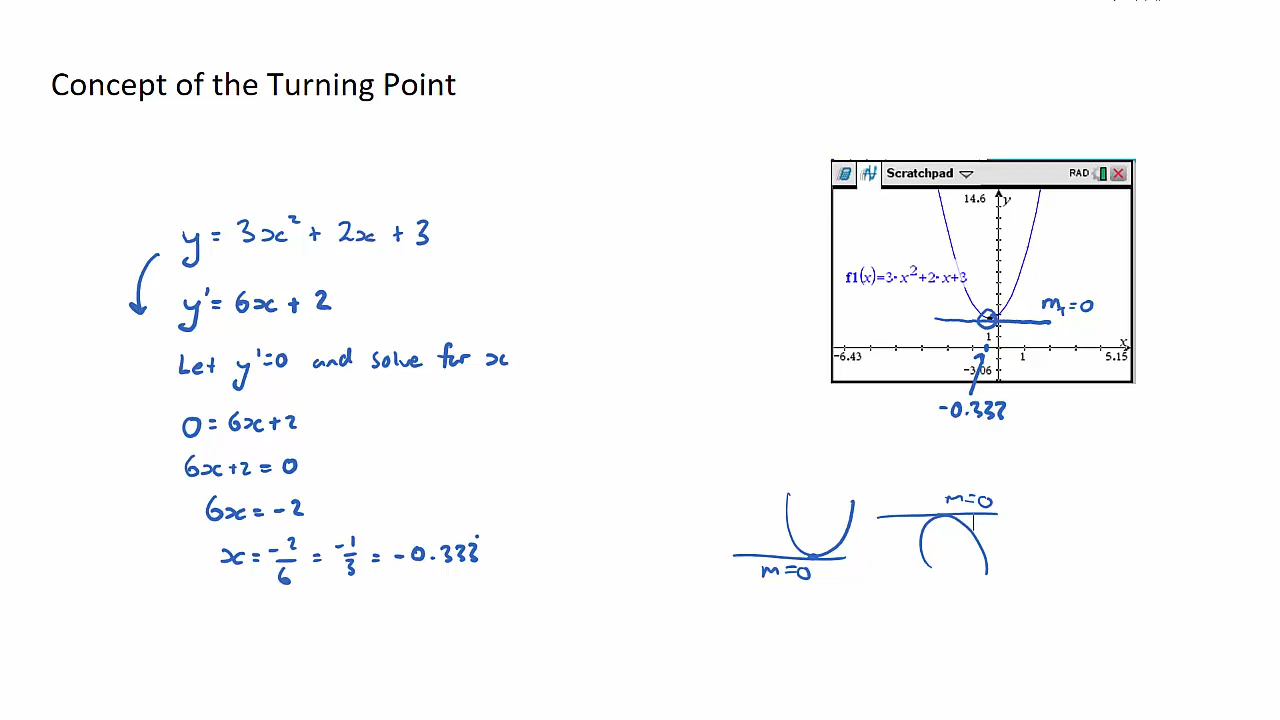 Concept of the Turning Point
y = 3x² + 2x + 3
y' = 6x + 2
Let y'=0 and solve for x
0 = 6x+2
6x+2 = 0
6x = -2
x = -2/6 = -1/3 = -0.333̇
Scratchpad
RAD
14.6
y
f1(x)=3·x²+2·x+3
m_T=0
1
x
-6.43
1
5.15
-3.06
-0.333
m=0
m=0